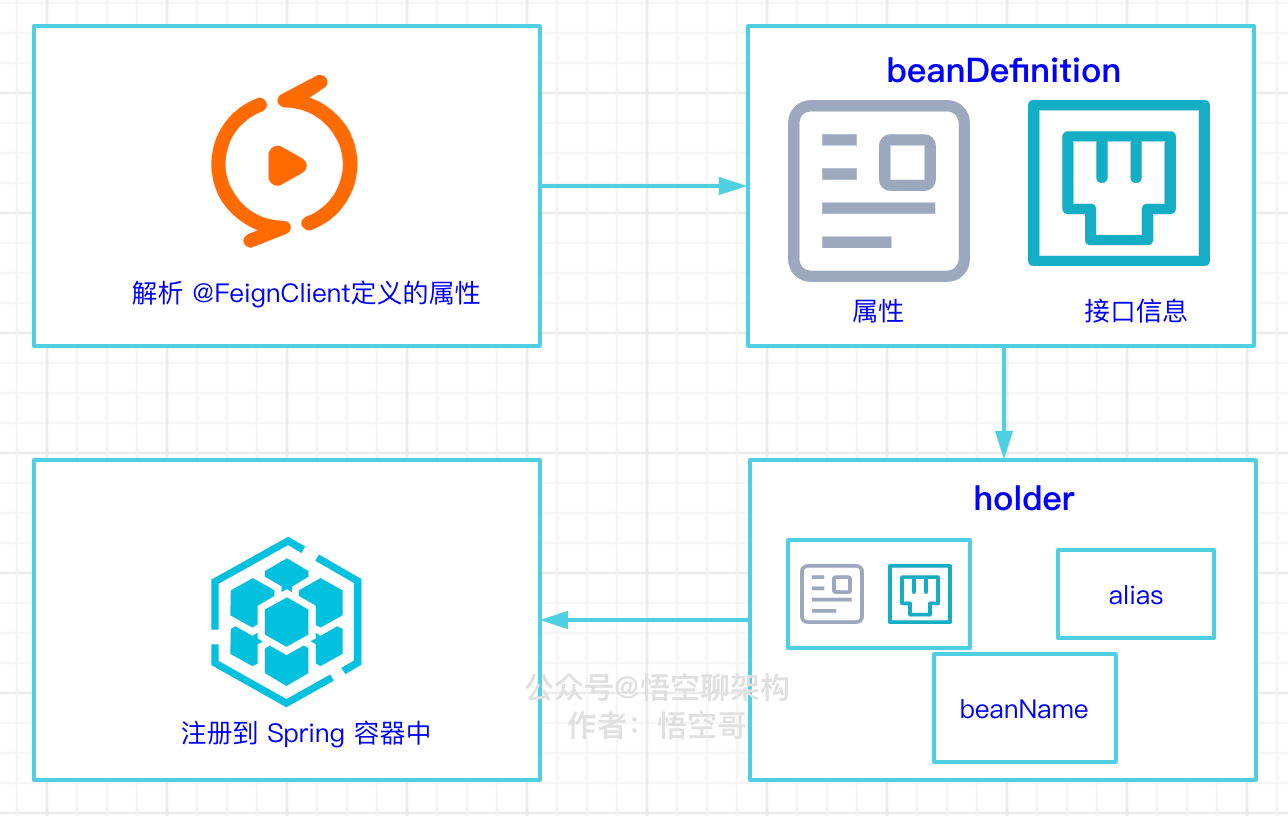 解析 @FeignClient定义的属性
beanDefinition
属性
接口信息
holder
alias
beanName
注册到 Spring 容器中
公众号@悟空聊架构
作者：悟空哥